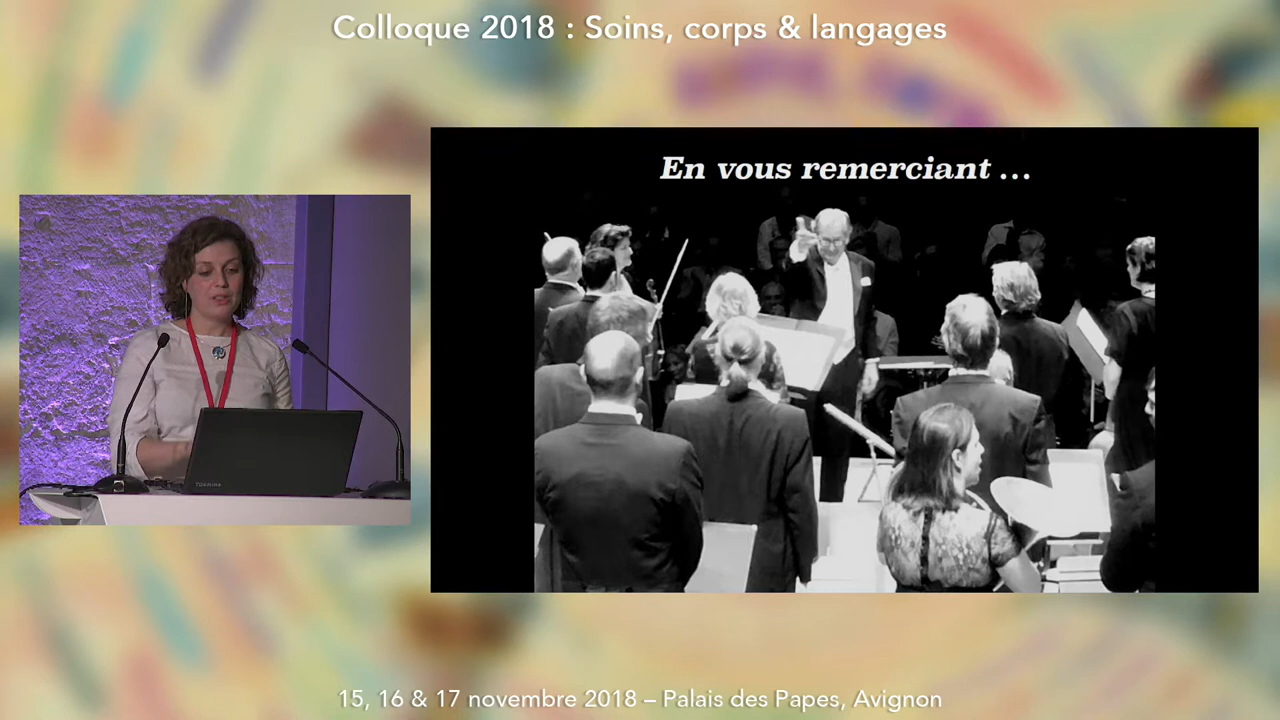 Colloque 2018 : Soins, corps & langages
En vous remerciant ...
TOSHIBA
15, 16 & 17 novembre 2018 – Palais des Papes, Avignon